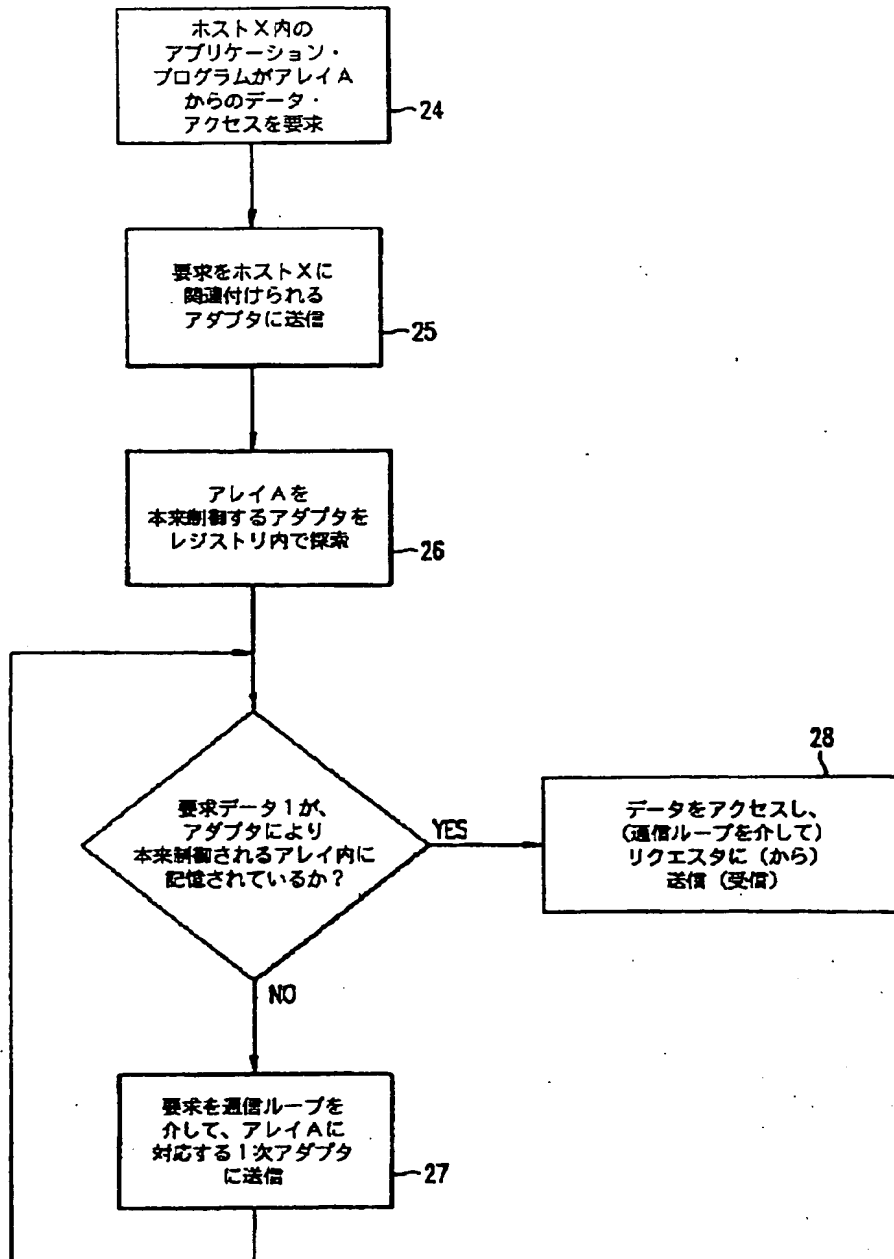 ホストX内の
アプリケーション・
プログラムがアレイA
からのデータ・
アクセスを要求
24
要求をホストXに
関連付けられる
アダプタに送信
25
アレイAを
本来制御するアダプタを
レジストリ内で探索
26
要求データ1が、
アダプタにより
本来制御されるアレイ内に
記憶されているか？
YES
28
データをアクセスし、
(通信ループを介して)
リクエスタに (から)
送信 (受信)
NO
要求を通信ループを
介して、アレイAに
対応する1次アダプタ
に送信
27